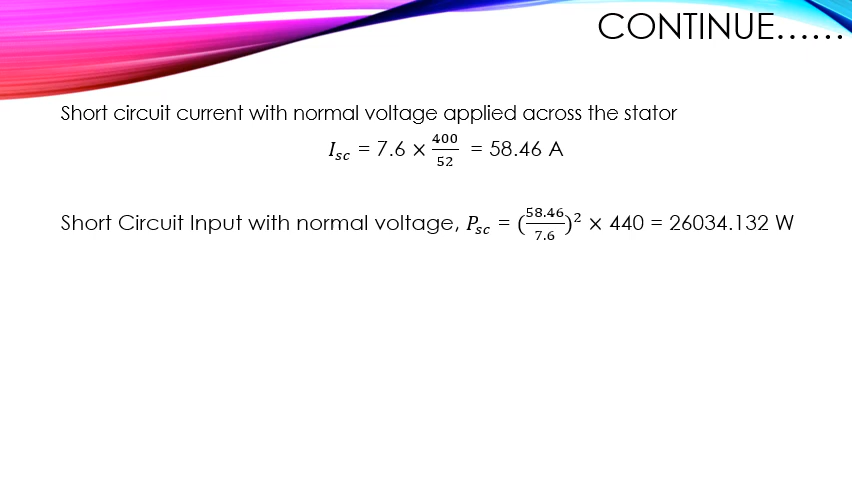 CONTINUE......
Short circuit current with normal voltage applied across the stator
I_sc = 7.6 × 400/52 = 58.46 A
Short Circuit Input with normal voltage, P_sc = (58.46/7.6)² × 440 = 26034.132 W